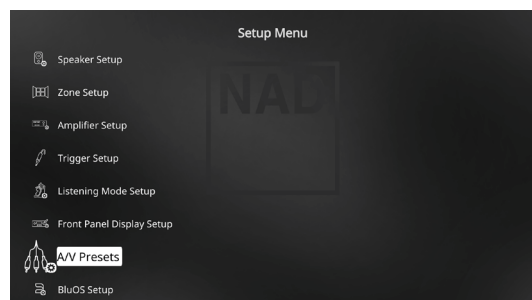 Setup Menu
Speaker Setup
Zone Setup
NAD
Amplifier Setup
Trigger Setup
Listening Mode Setup
Front Panel Display Setup
A/V Presets
BluOS Setup